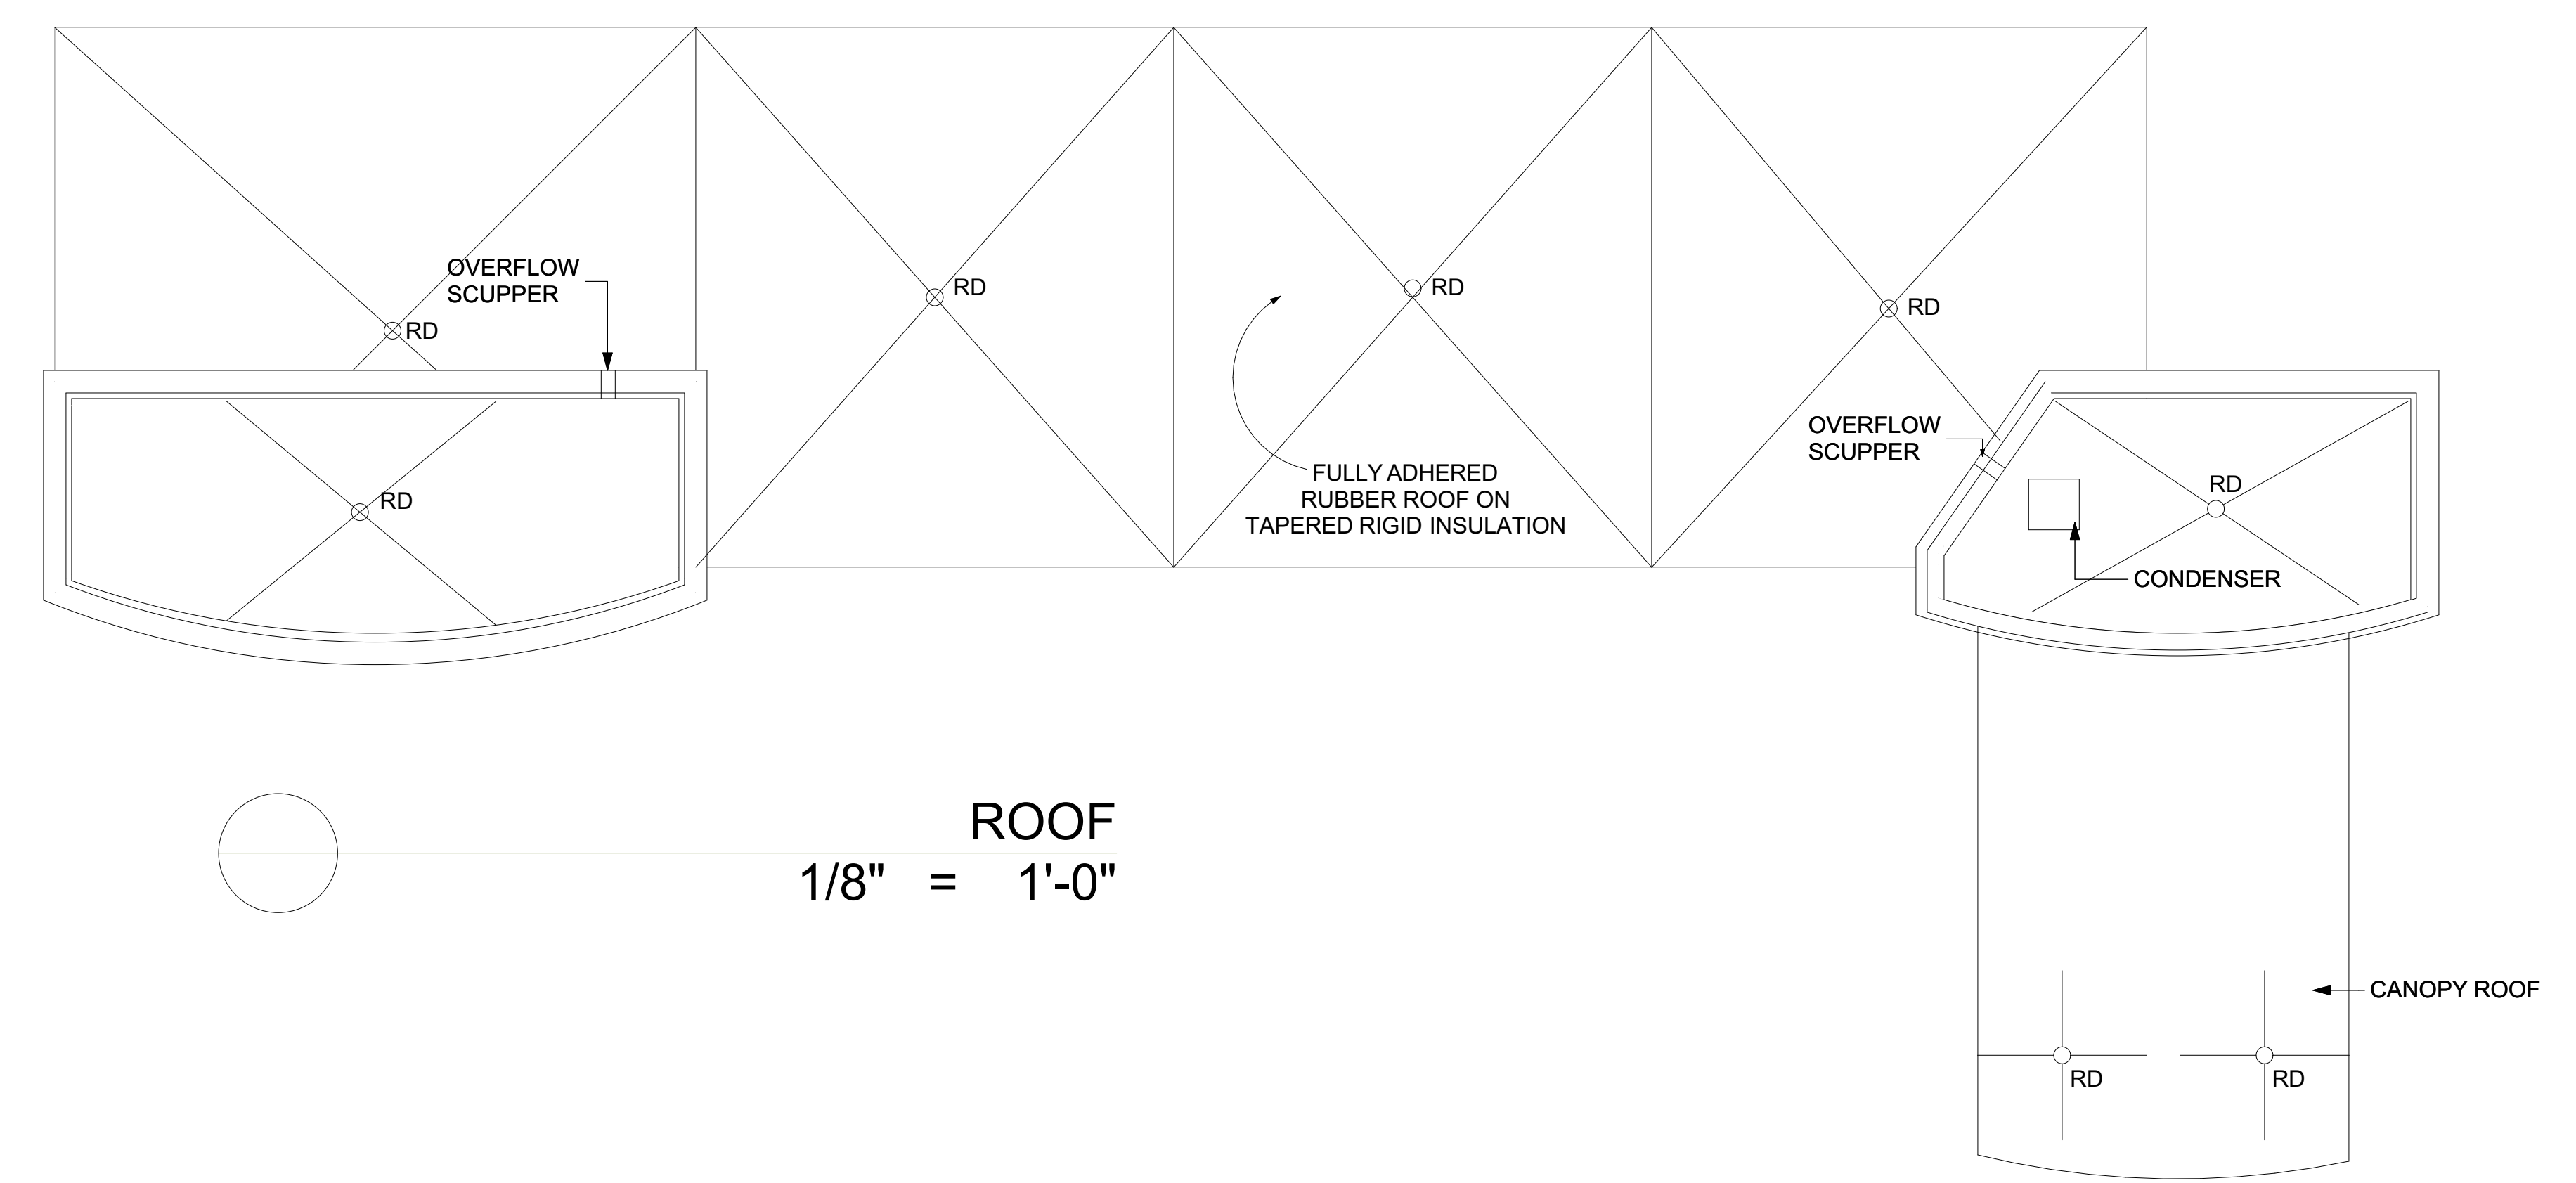 OVERFLOW
SCUPPER
RD
RD
RD
RD
RD
FULLY ADHERED
RUBBER ROOF ON
TAPERED RIGID INSULATION
OVERFLOW
SCUPPER
RD
CONDENSER
ROOF
1/8" = 1'-0"
CANOPY ROOF
RD
RD